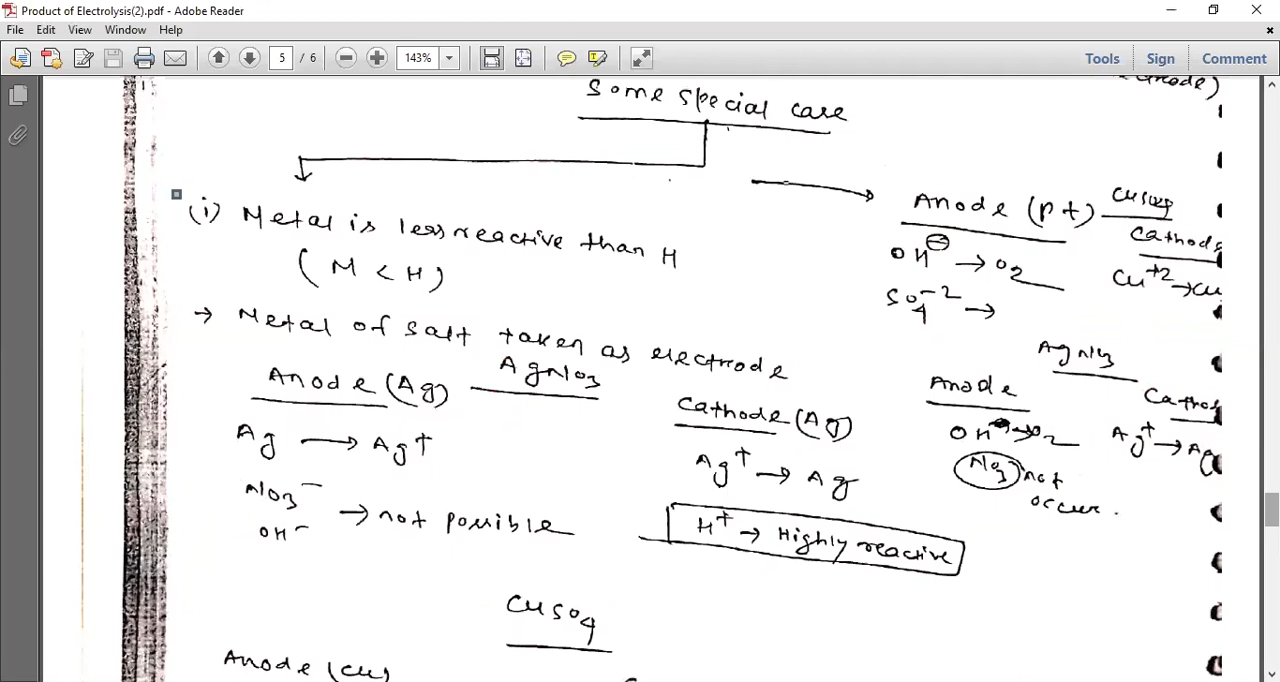 Product of Electrolysis(2).pdf - Adobe Reader
File Edit View Window Help
5 / 6 143% Tools Sign Comment
Some special case
(i) Metal is less reactive than H
(M < H)
→ Metal of salt taken as electrode
AgNO3
Anode (Ag)
Ag → Ag+
NO3-
OH-
→ not possible
Cathode (Ag)
Ag+ → Ag
H+ → Highly reactive
CuSO4
Anode (Cu)
Anode (Pt)
OH- → O2
SO4-2 →
Cathode
Cu+2 → Cu
AgNO3
Anode
OH- → O2
NO3 not
occur.
Ag+ → Ag